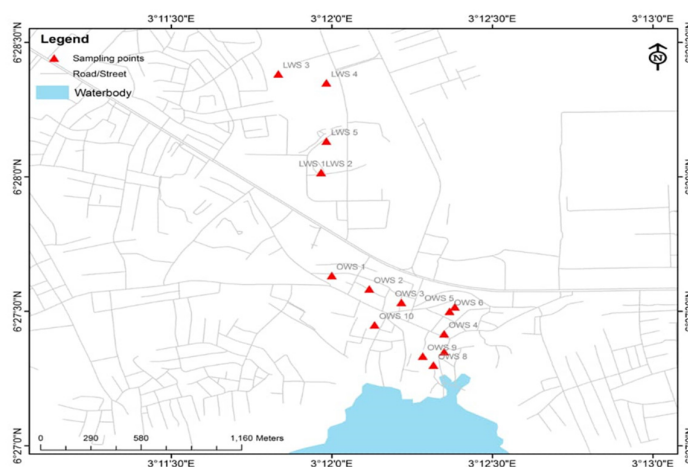 3°11'30"E 3°12'0"E 3°12'30"E 3°13'0"E
Legend
Sampling points
Road/Street
Waterbody
N
6°28'30"N
LWS 3
LWS 4
LWS 5
LWS 1LWS 2
6°28'0"N
OWS 1
OWS 2
OWS 3
OWS 5
OWS 6
6°27'30"N
OWS 10
OWS 4
OWS 9
OWS 8
0 290 580 1,160 Meters
6°27'0"N
3°11'30"E 3°12'0"E 3°12'30"E 3°13'0"E